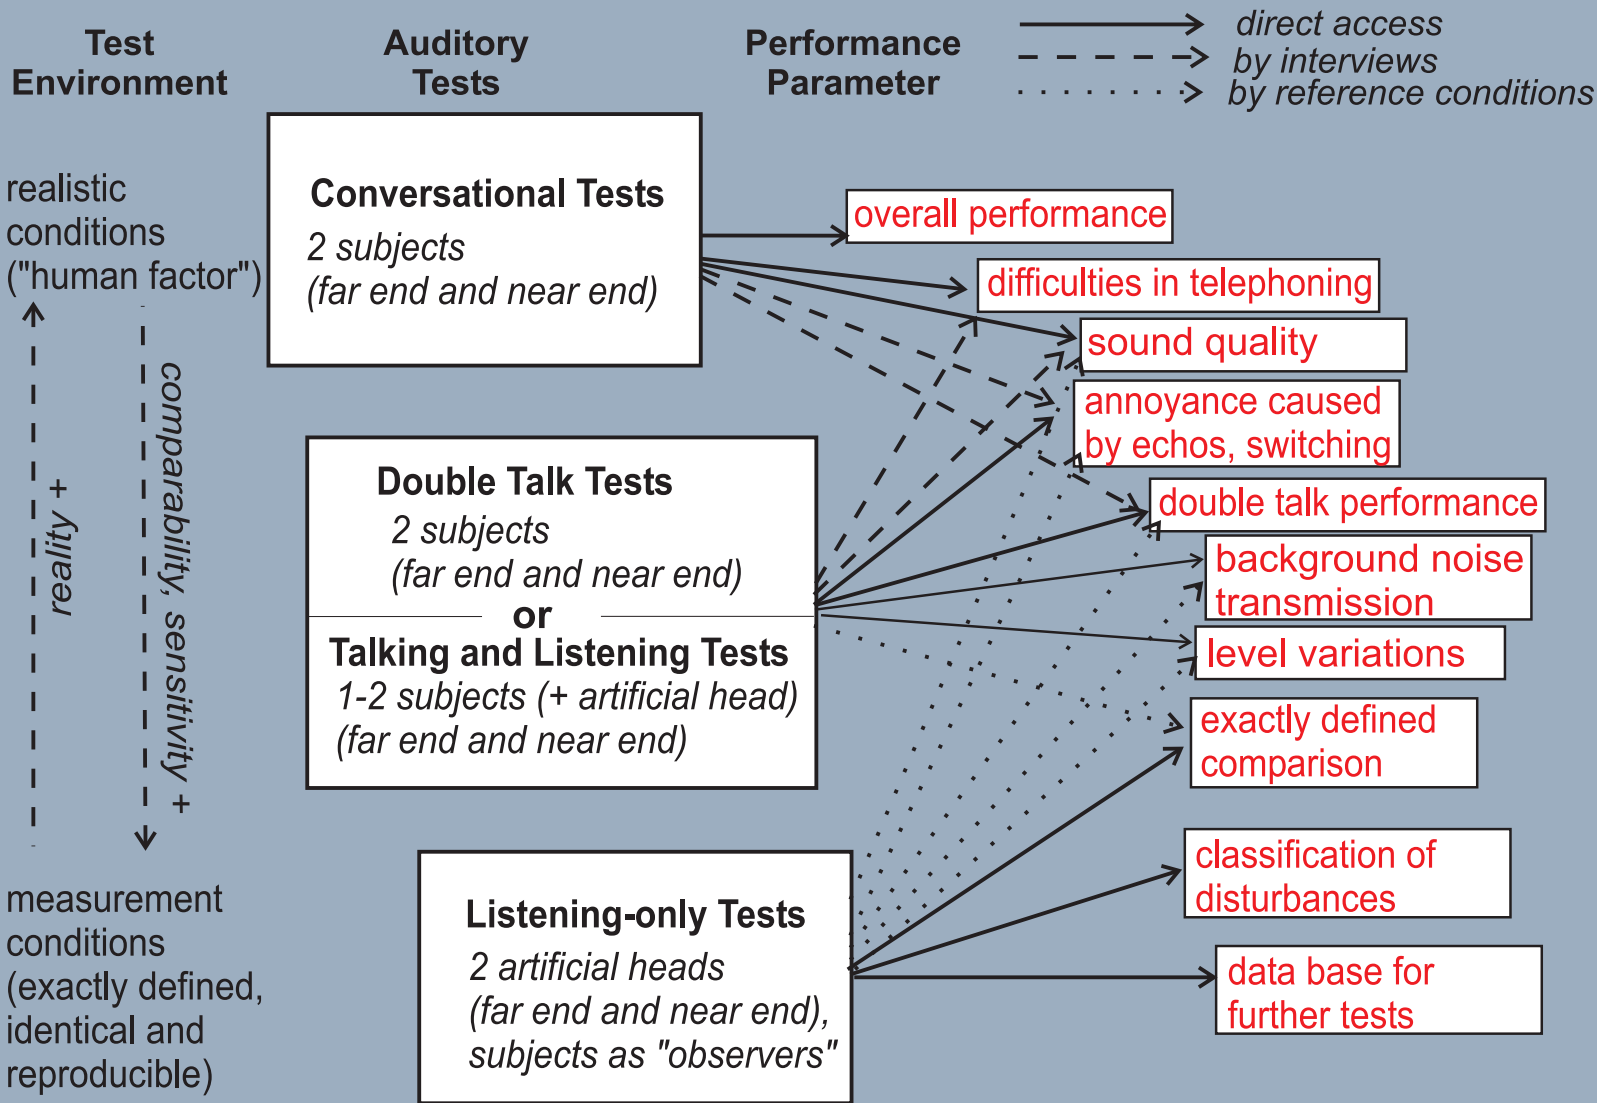 Test
Environment
Auditory
Tests
Performance
Parameter
direct access
by interviews
by reference conditions
realistic
conditions
("human factor")
reality +
comparability, sensitivity +
measurement
conditions
(exactly defined,
identical and
reproducible)
Conversational Tests
2 subjects
(far end and near end)
Double Talk Tests
2 subjects
(far end and near end)
or
Talking and Listening Tests
1-2 subjects (+ artificial head)
(far end and near end)
Listening-only Tests
2 artificial heads
(far end and near end),
subjects as "observers"
overall performance
difficulties in telephoning
sound quality
annoyance caused
by echos, switching
double talk performance
background noise
transmission
level variations
exactly defined
comparison
classification of
disturbances
data base for
further tests